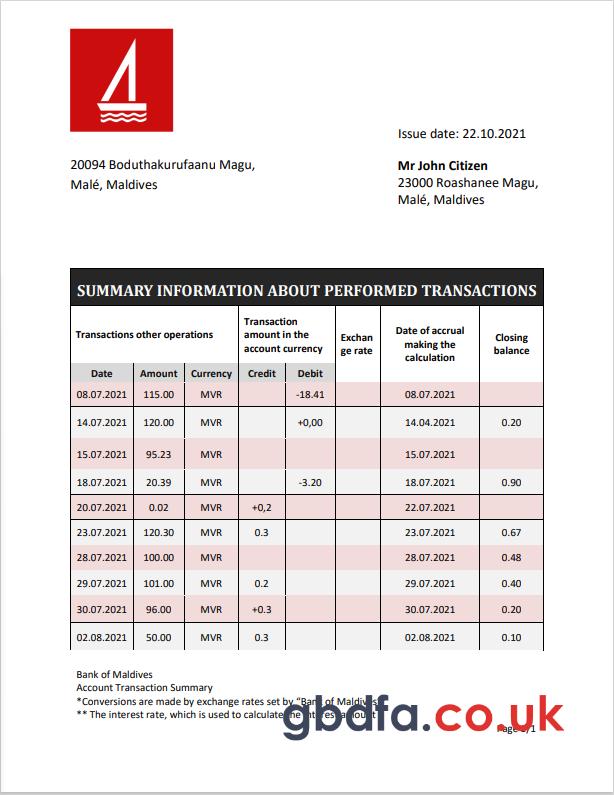 Issue date: 22.10.2021
20094 Boduthakurufaanu Magu,
Malé, Maldives
Mr John Citizen
23000 Roashanee Magu,
Malé, Maldives
SUMMARY INFORMATION ABOUT PERFORMED TRANSACTIONS
Transactions other operations
Transaction
amount in the
account currency
Exchan
ge rate
Date of accrual
making the
calculation
Closing
balance
Date Amount Currency Credit Debit
08.07.2021 115.00 MVR -18.41 08.07.2021
14.07.2021 120.00 MVR +0,00 14.04.2021 0.20
15.07.2021 95.23 MVR 15.07.2021
18.07.2021 20.39 MVR -3.20 18.07.2021 0.90
20.07.2021 0.02 MVR +0,2 22.07.2021
23.07.2021 120.30 MVR 0.3 23.07.2021 0.67
28.07.2021 100.00 MVR 28.07.2021 0.48
29.07.2021 101.00 MVR 0.2 29.07.2021 0.40
30.07.2021 96.00 MVR +0.3 30.07.2021 0.20
02.08.2021 50.00 MVR 0.3 02.08.2021 0.10
Bank of Maldives
Account Transaction Summary
*Conversions are made by exchange rates set by “Bank of Maldives
** The interest rate, which is used to calculate the interest amount
gbdfa.co.uk
Page 1/1